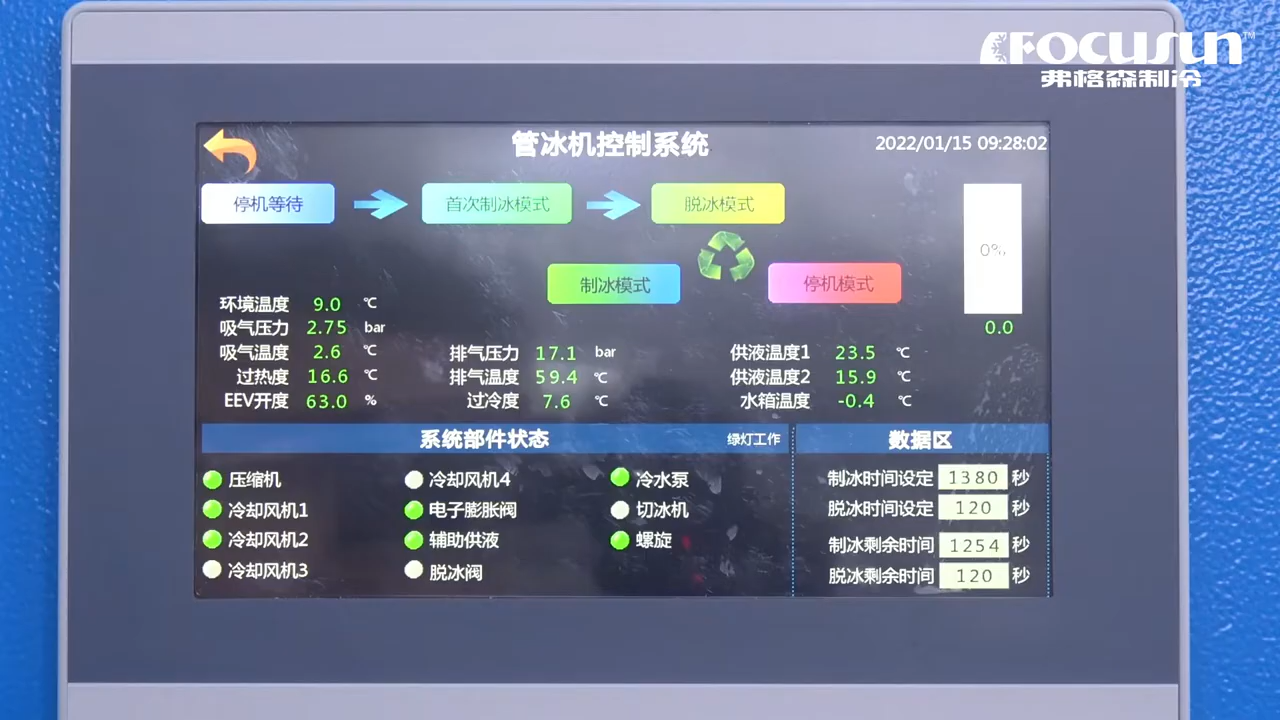 FOCUSUN™
弗格森制冷
管冰机控制系统
2022/01/15 09:28:02
停机等待
首次制冰模式
脱冰模式
0%
制冰模式
停机模式
0.0
环境温度 9.0 ℃
吸气压力 2.75 bar
吸气温度 2.6 ℃
过热度 16.6 ℃
EEV开度 63.0 %
排气压力 17.1 bar
排气温度 59.4 ℃
过冷度 7.6 ℃
供液温度1 23.5 ℃
供液温度2 15.9 ℃
水箱温度 -0.4 ℃
系统部件状态 绿灯工作
压缩机
冷却风机1
冷却风机2
冷却风机3
冷却风机4
电子膨胀阀
辅助供液
脱冰阀
冷水泵
切冰机
螺旋
数据区
制冰时间设定 1380 秒
脱冰时间设定 120 秒
制冰剩余时间 1254 秒
脱冰剩余时间 120 秒